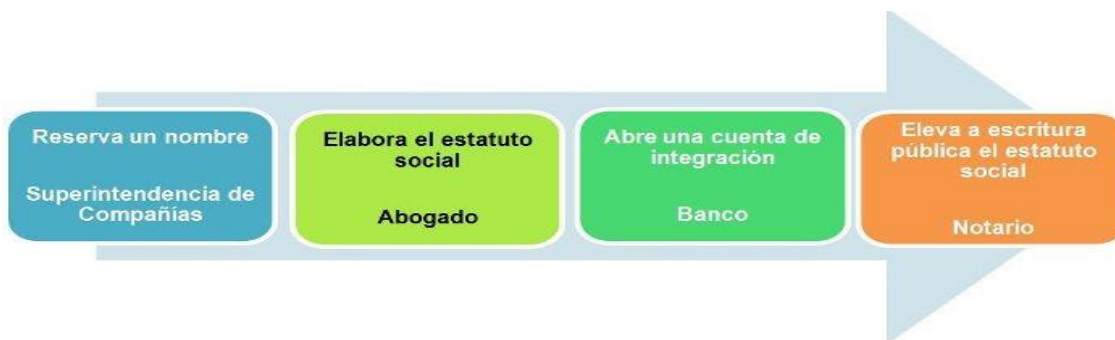 Reserva un nombre
Superintendencia de
Compañías
Elabora el estatuto
social
Abogado
Abre una cuenta de
integración
Banco
Eleva a escritura
pública el estatuto
social
Notario